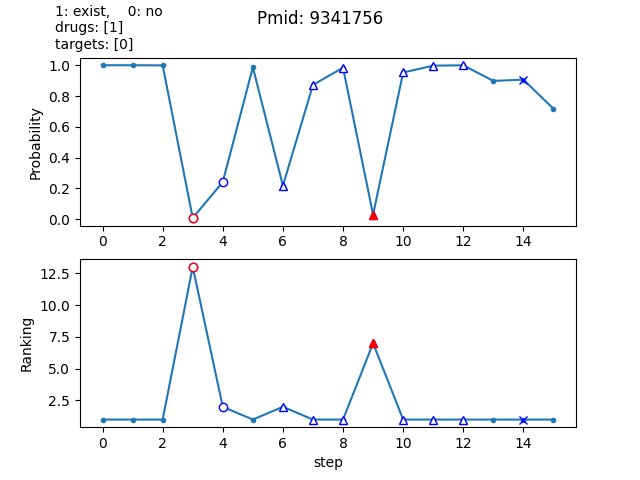 1: exist,    0: no
drugs: [1]
targets: [0]
Pmid: 9341756
Probability
1.0
0.8
0.6
0.4
0.2
0.0
0 2 4 6 8 10 12 14
Ranking
12.5
10.0
7.5
5.0
2.5
0 2 4 6 8 10 12 14
step